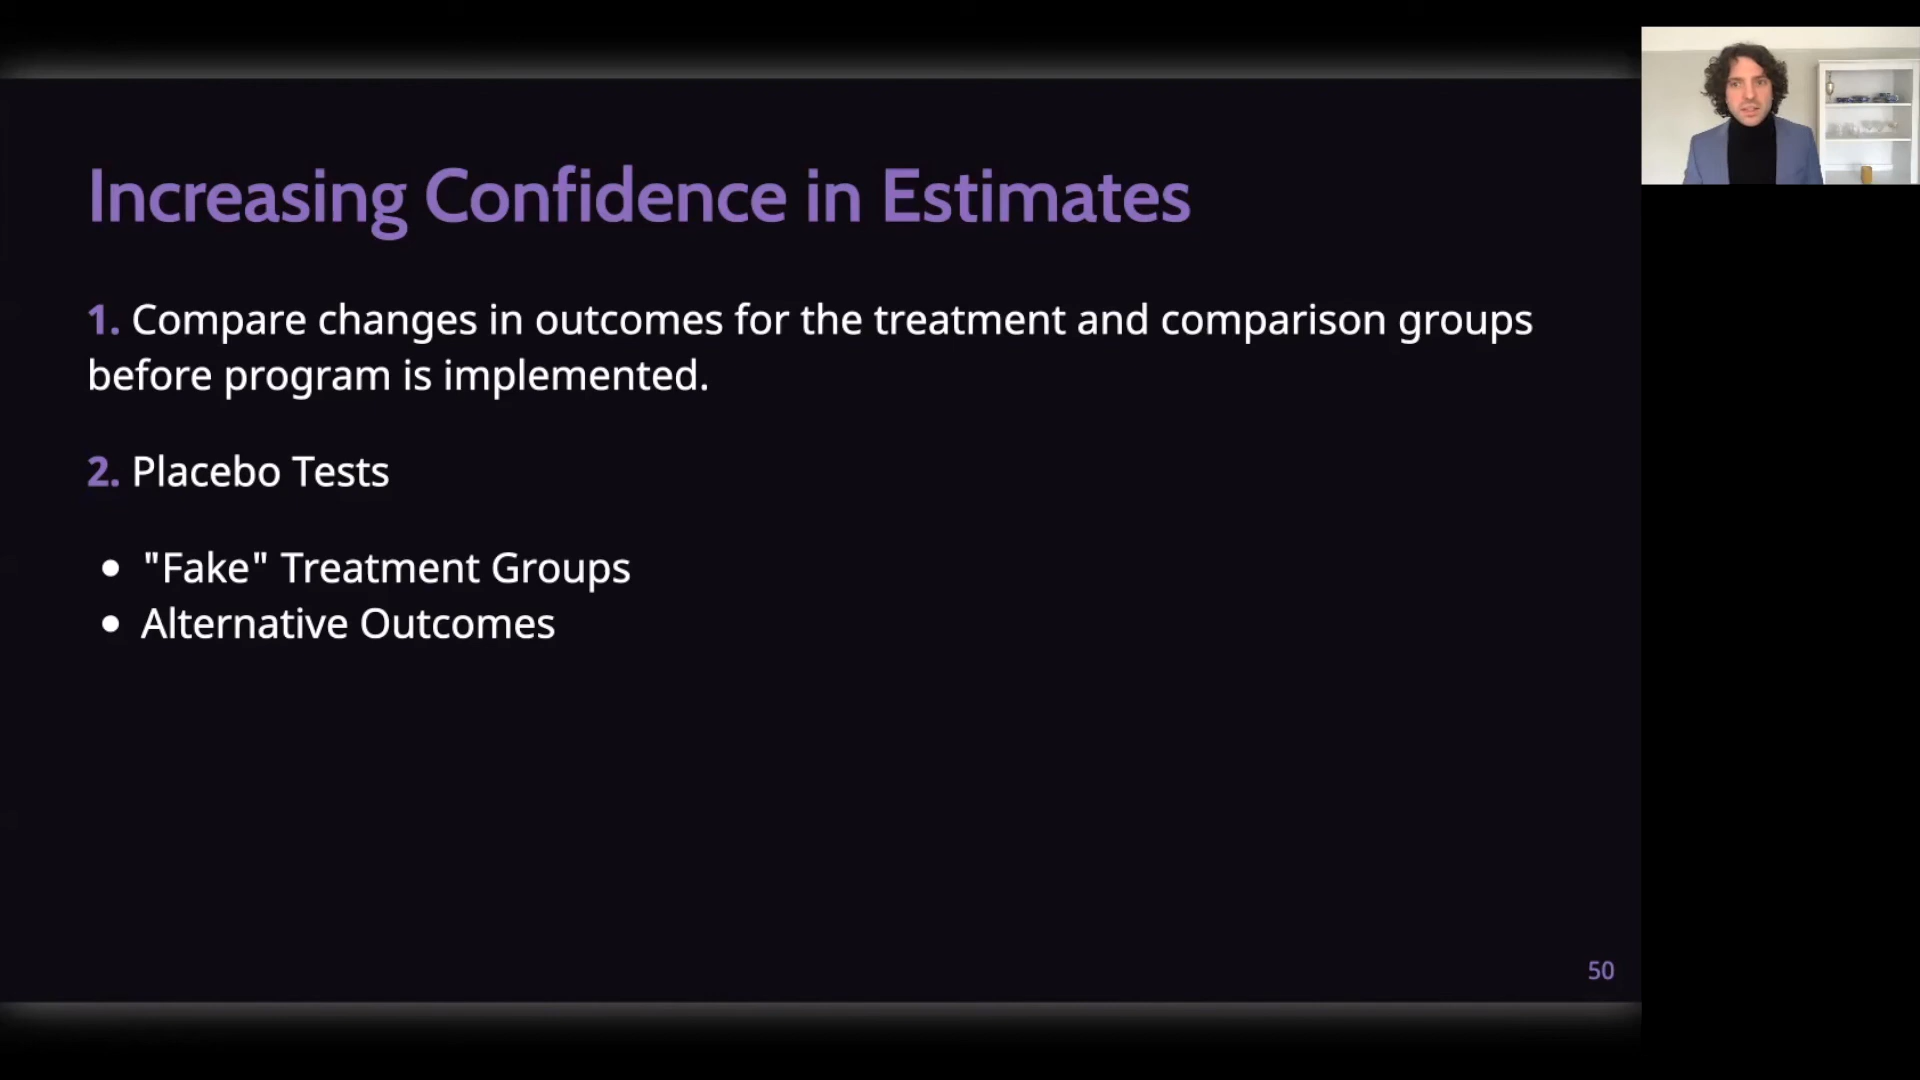 Increasing Confidence in Estimates
1. Compare changes in outcomes for the treatment and comparison groups
before program is implemented.
2. Placebo Tests
• "Fake" Treatment Groups
• Alternative Outcomes
50